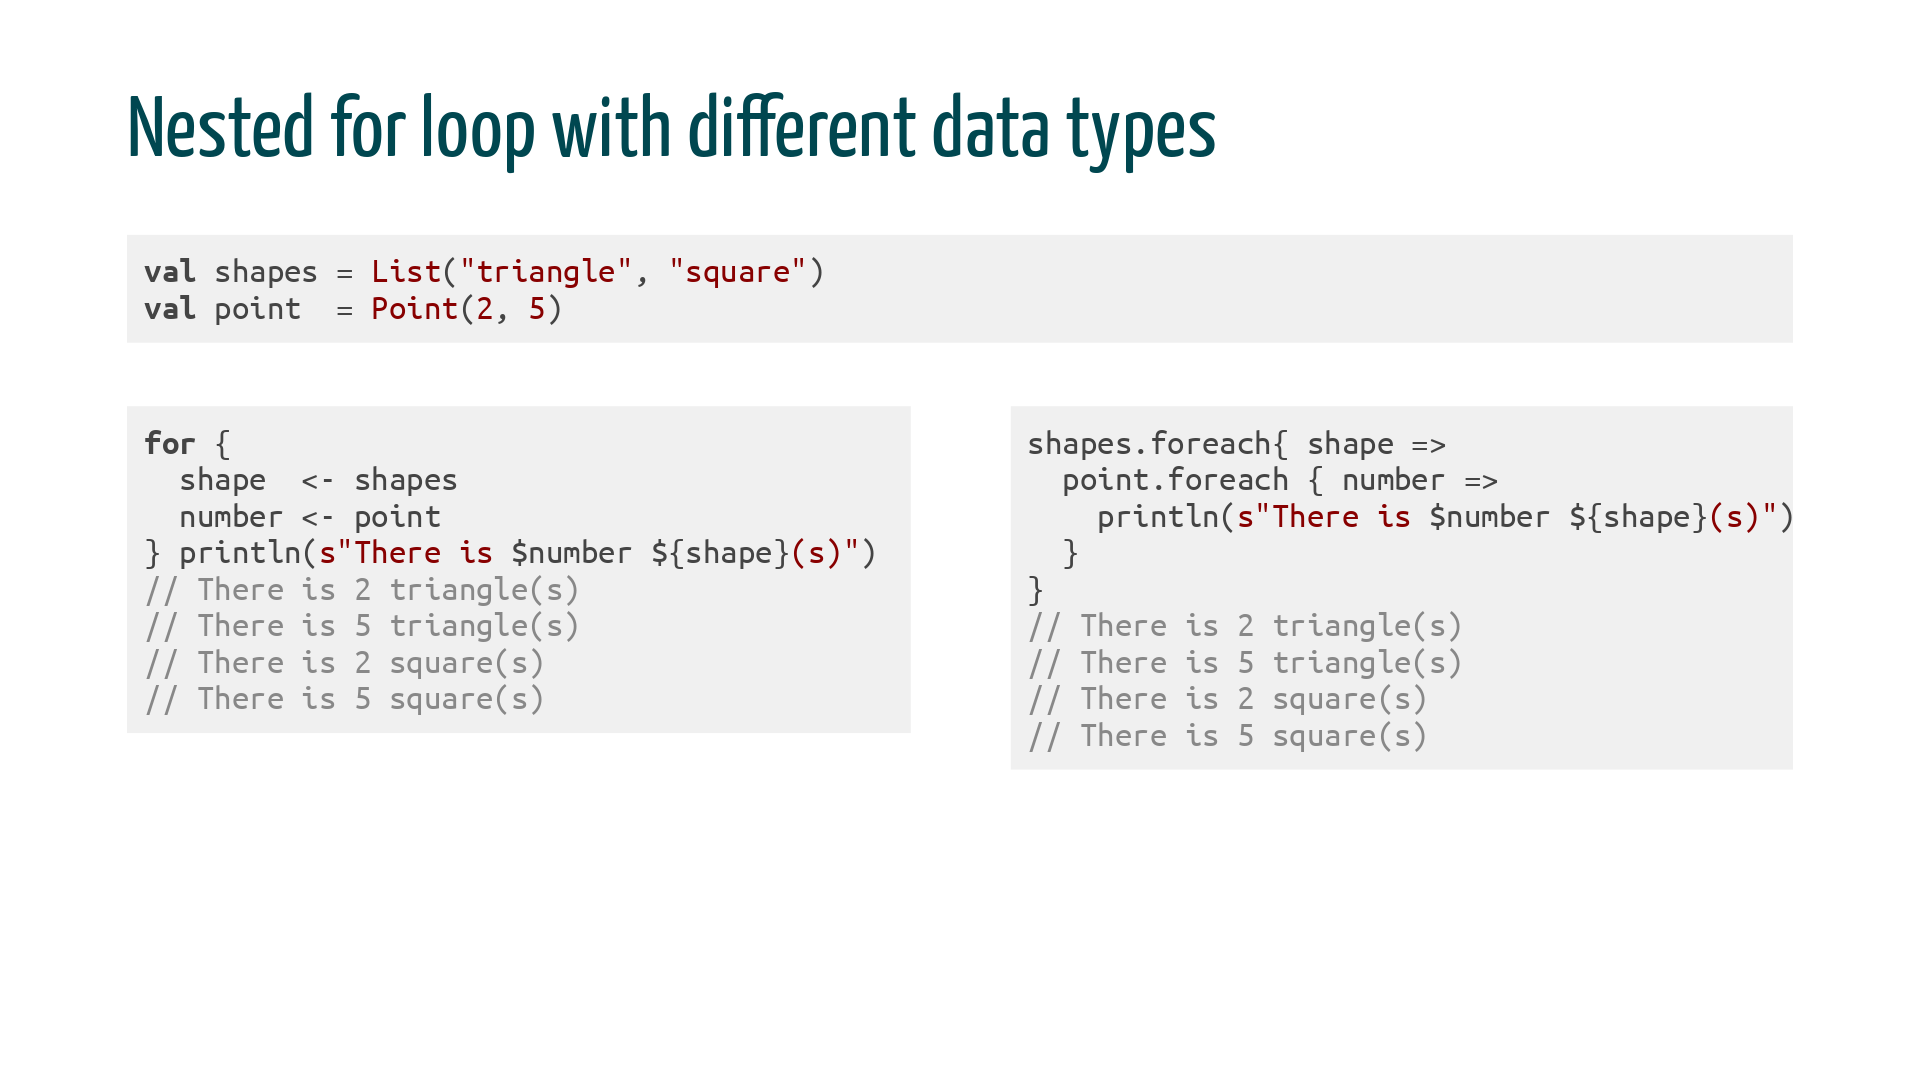 Nested for loop with different data types
val shapes = List("triangle", "square")
val point  = Point(2, 5)
for {
  shape  <- shapes
  number <- point
} println(s"There is $number ${shape}(s)")
// There is 2 triangle(s)
// There is 5 triangle(s)
// There is 2 square(s)
// There is 5 square(s)
shapes.foreach{ shape =>
  point.foreach { number =>
    println(s"There is $number ${shape}(s)")
  }
}
// There is 2 triangle(s)
// There is 5 triangle(s)
// There is 2 square(s)
// There is 5 square(s)